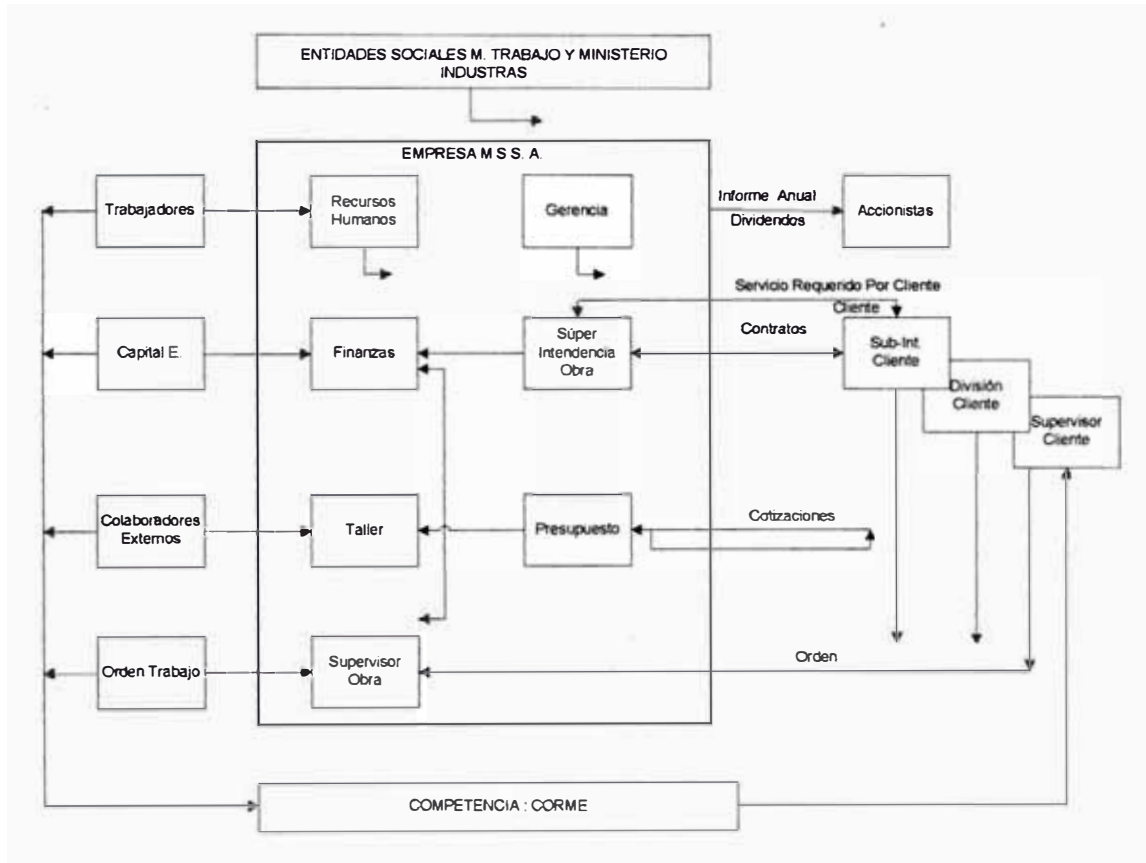 ENTIDADES SOCIALES M. TRABAJO Y MINISTERIO
INDUSTRAS
EMPRESA M S S. A.
Trabajadores
Recursos
Humanos
Gerencia
Informe Anual
Dividendos
Accionistas
Servicio Requerido Por Cliente
Cliente
Capital E.
Finanzas
Súper
Intendencia
Obra
Contratos
Sub-Int.
Cliente
División
Cliente
Supervisor
Cliente
Colaboradores
Externos
Taller
Presupuesto
Cotizaciones
Orden Trabajo
Supervisor
Obra
Orden
COMPETENCIA : CORME